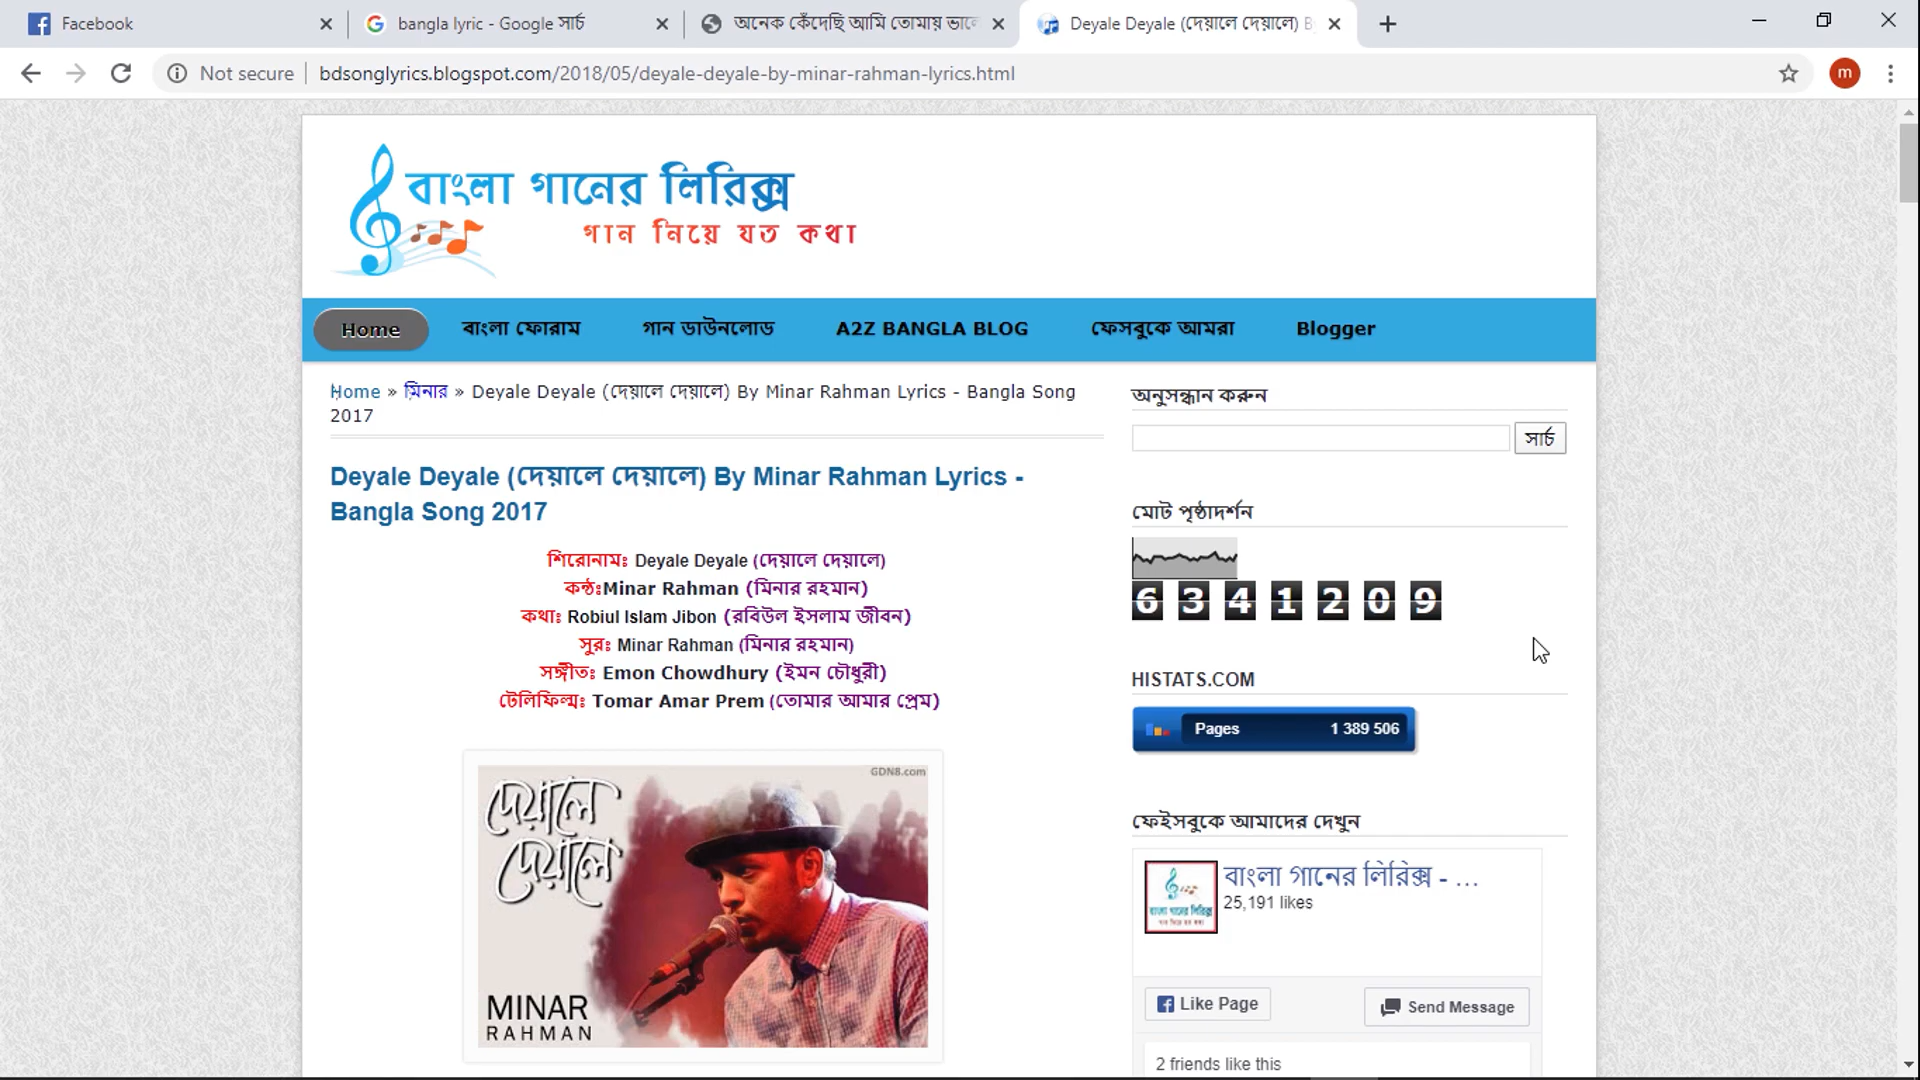 Facebook
bangla lyric - Google সার্চ
অনেক কেঁদেছি আমি তোমায়
Deyale Deyale (দেয়ালে দেয়ালে)
Not secure
bdsonglyrics.blogspot.com/2018/05/deyale-deyale-by-minar-rahman-lyrics.html
m
বাংলা গানের লিরিক্স
গান নিয়ে যত কথা
Home
বাংলা ফোরাম
গান ডাউনলোড
A2Z BANGLA BLOG
ফেসবুকে আমরা
Blogger
Home » মিনার » Deyale Deyale (দেয়ালে দেয়ালে) By Minar Rahman Lyrics - Bangla Song
2017
Deyale Deyale (দেয়ালে দেয়ালে) By Minar Rahman Lyrics -
Bangla Song 2017
শিরোনামঃ Deyale Deyale (দেয়ালে দেয়ালে)
কন্ঠঃMinar Rahman (মিনার রহমান)
কথাঃ Robiul Islam Jibon (রবিউল ইসলাম জীবন)
সুরঃ Minar Rahman (মিনার রহমান)
সঙ্গীতঃ Emon Chowdhury (ইমন চৌধুরী)
টেলিফিল্মঃ Tomar Amar Prem (তোমার আমার প্রেম)
GDN8.com
দেয়ালে
দেয়ালে
MINAR
RAHMAN
অনুসন্ধান করুন
সার্চ
মোট পৃষ্ঠাদর্শন
6 3 4 1 2 0 9
HISTATS.COM
Pages 1 389 506
ফেইসবুকে আমাদের দেখুন
বাংলা গানের লিরিক্স - ...
25,191 likes
বাংলা গানের লিরিক্স
গান নিয়ে যত কথা
Like Page
Send Message
2 friends like this